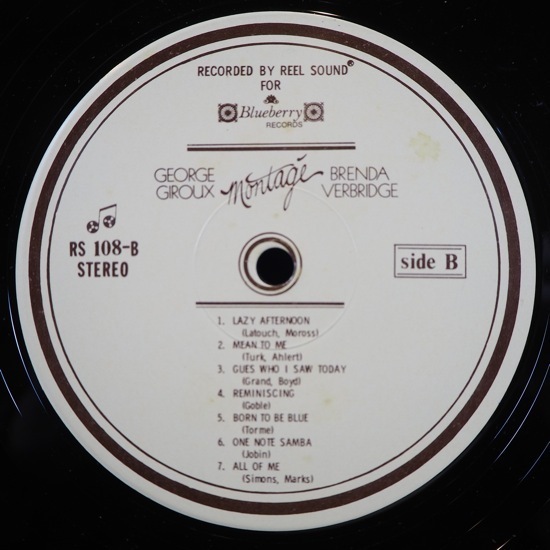 RECORDED BY REEL SOUND®
FOR
Blueberry
RECORDS
GEORGE GIROUX
Montage
BRENDA VERBRIDGE
RS 108-B
STEREO
side B
1. LAZY AFTERNOON
(Latouch, Moross)
2. MEAN TO ME
(Turk, Ahlert)
3. GUES WHO I SAW TODAY
(Grand, Boyd)
4. REMINISCING
(Goble)
5. BORN TO BE BLUE
(Torme)
6. ONE NOTE SAMBA
(Jobin)
7. ALL OF ME
(Simons, Marks)